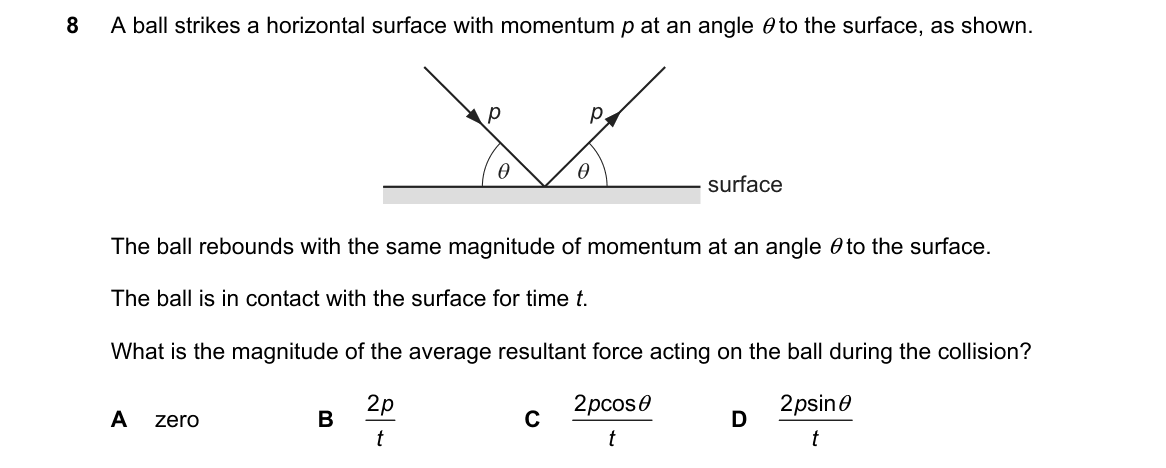 8 A ball strikes a horizontal surface with momentum p at an angle θ to the surface, as shown.
p p
θ θ
surface
The ball rebounds with the same magnitude of momentum at an angle θ to the surface.
The ball is in contact with the surface for time t.
What is the magnitude of the average resultant force acting on the ball during the collision?
A zero B 2p/t C 2pcosθ/t D 2psinθ/t